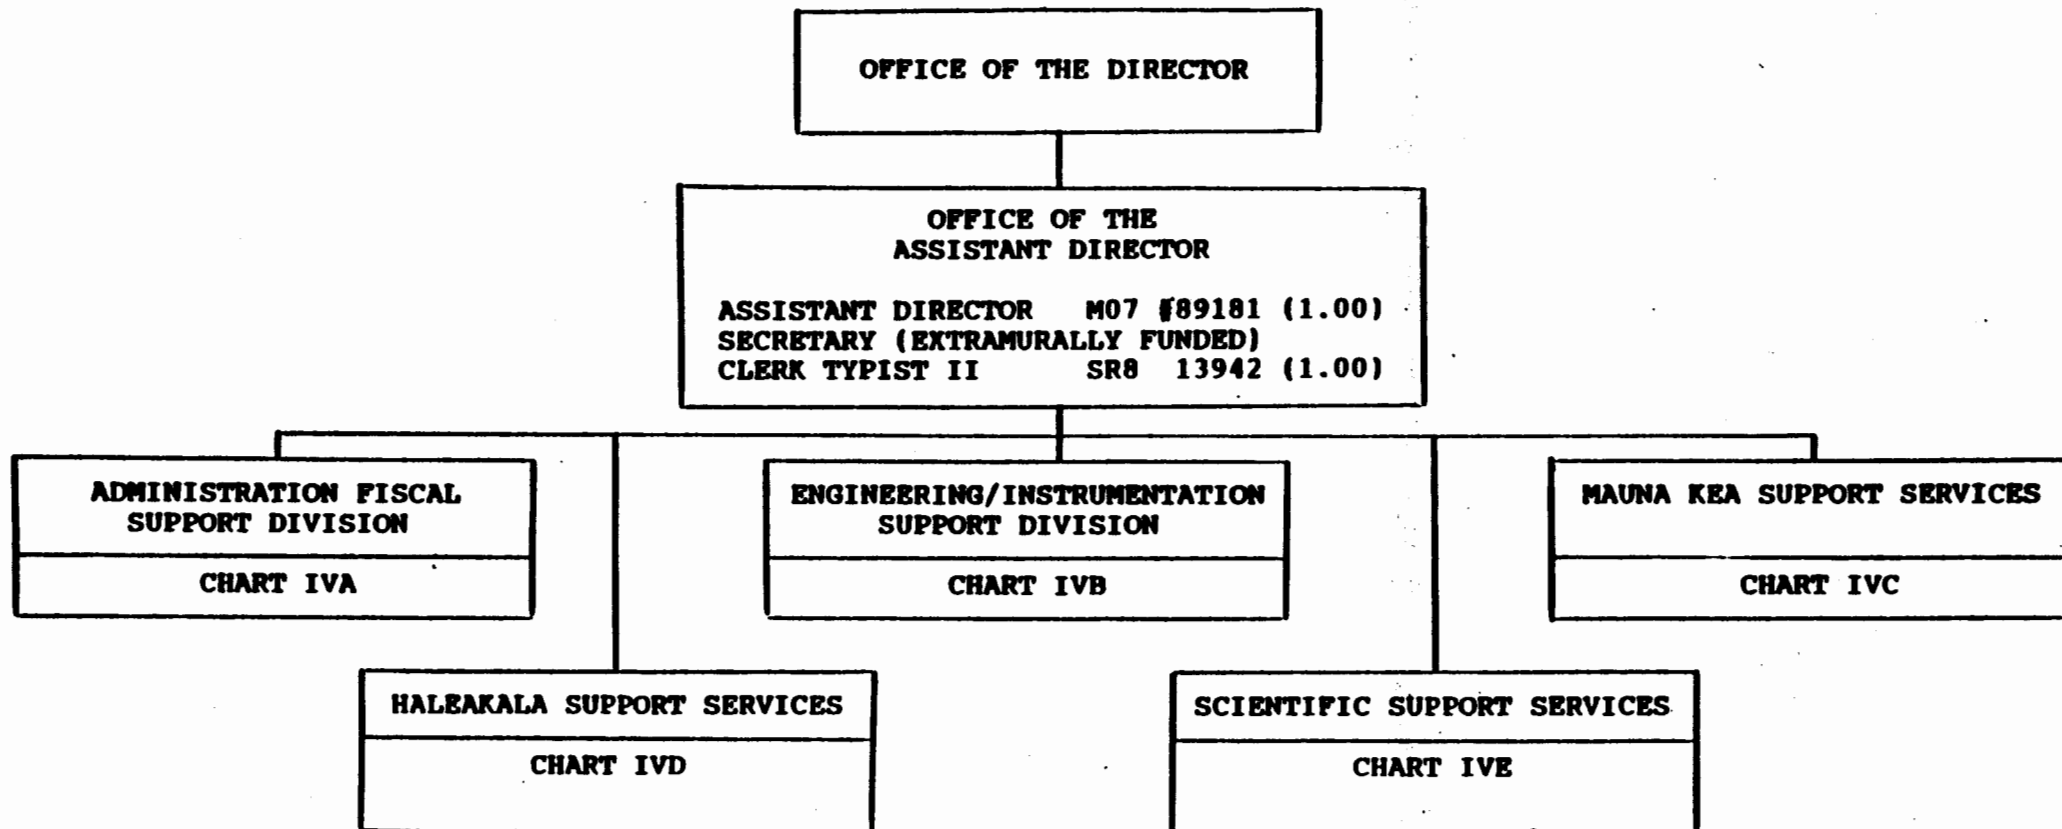 OFFICE OF THE DIRECTOR
OFFICE OF THE
ASSISTANT DIRECTOR
ASSISTANT DIRECTOR M07 #89181 (1.00)
SECRETARY (EXTRAMURALLY FUNDED)
CLERK TYPIST II SR8 13942 (1.00)
ADMINISTRATION FISCAL
SUPPORT DIVISION
CHART IVA
ENGINEERING/INSTRUMENTATION
SUPPORT DIVISION
CHART IVB
MAUNA KEA SUPPORT SERVICES
CHART IVC
HALEAKALA SUPPORT SERVICES
CHART IVD
SCIENTIFIC SUPPORT SERVICES
CHART IVE